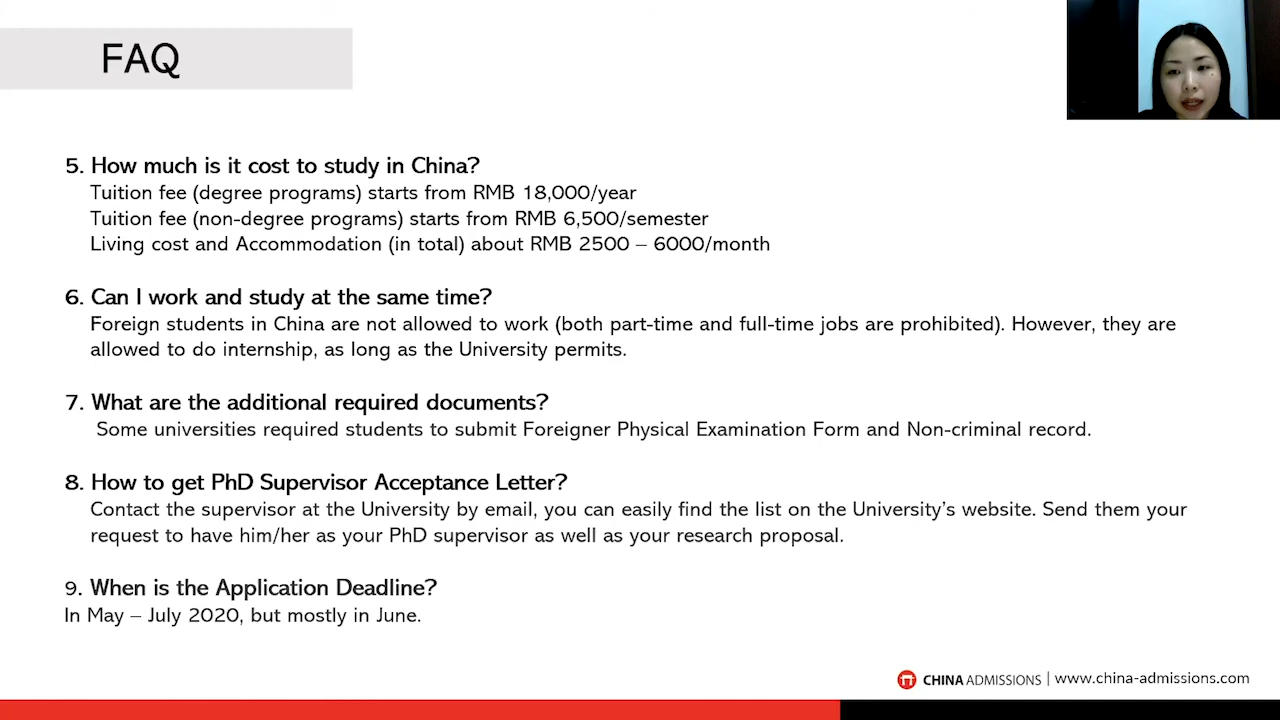 FAQ
5. How much is it cost to study in China?
Tuition fee (degree programs) starts from RMB 18,000/year
Tuition fee (non-degree programs) starts from RMB 6,500/semester
Living cost and Accommodation (in total) about RMB 2500 – 6000/month
6. Can I work and study at the same time?
Foreign students in China are not allowed to work (both part-time and full-time jobs are prohibited). However, they are
allowed to do internship, as long as the University permits.
7. What are the additional required documents?
Some universities required students to submit Foreigner Physical Examination Form and Non-criminal record.
8. How to get PhD Supervisor Acceptance Letter?
Contact the supervisor at the University by email, you can easily find the list on the University's website. Send them your
request to have him/her as your PhD supervisor as well as your research proposal.
9. When is the Application Deadline?
In May – July 2020, but mostly in June.
CHINA ADMISSIONS | www.china-admissions.com